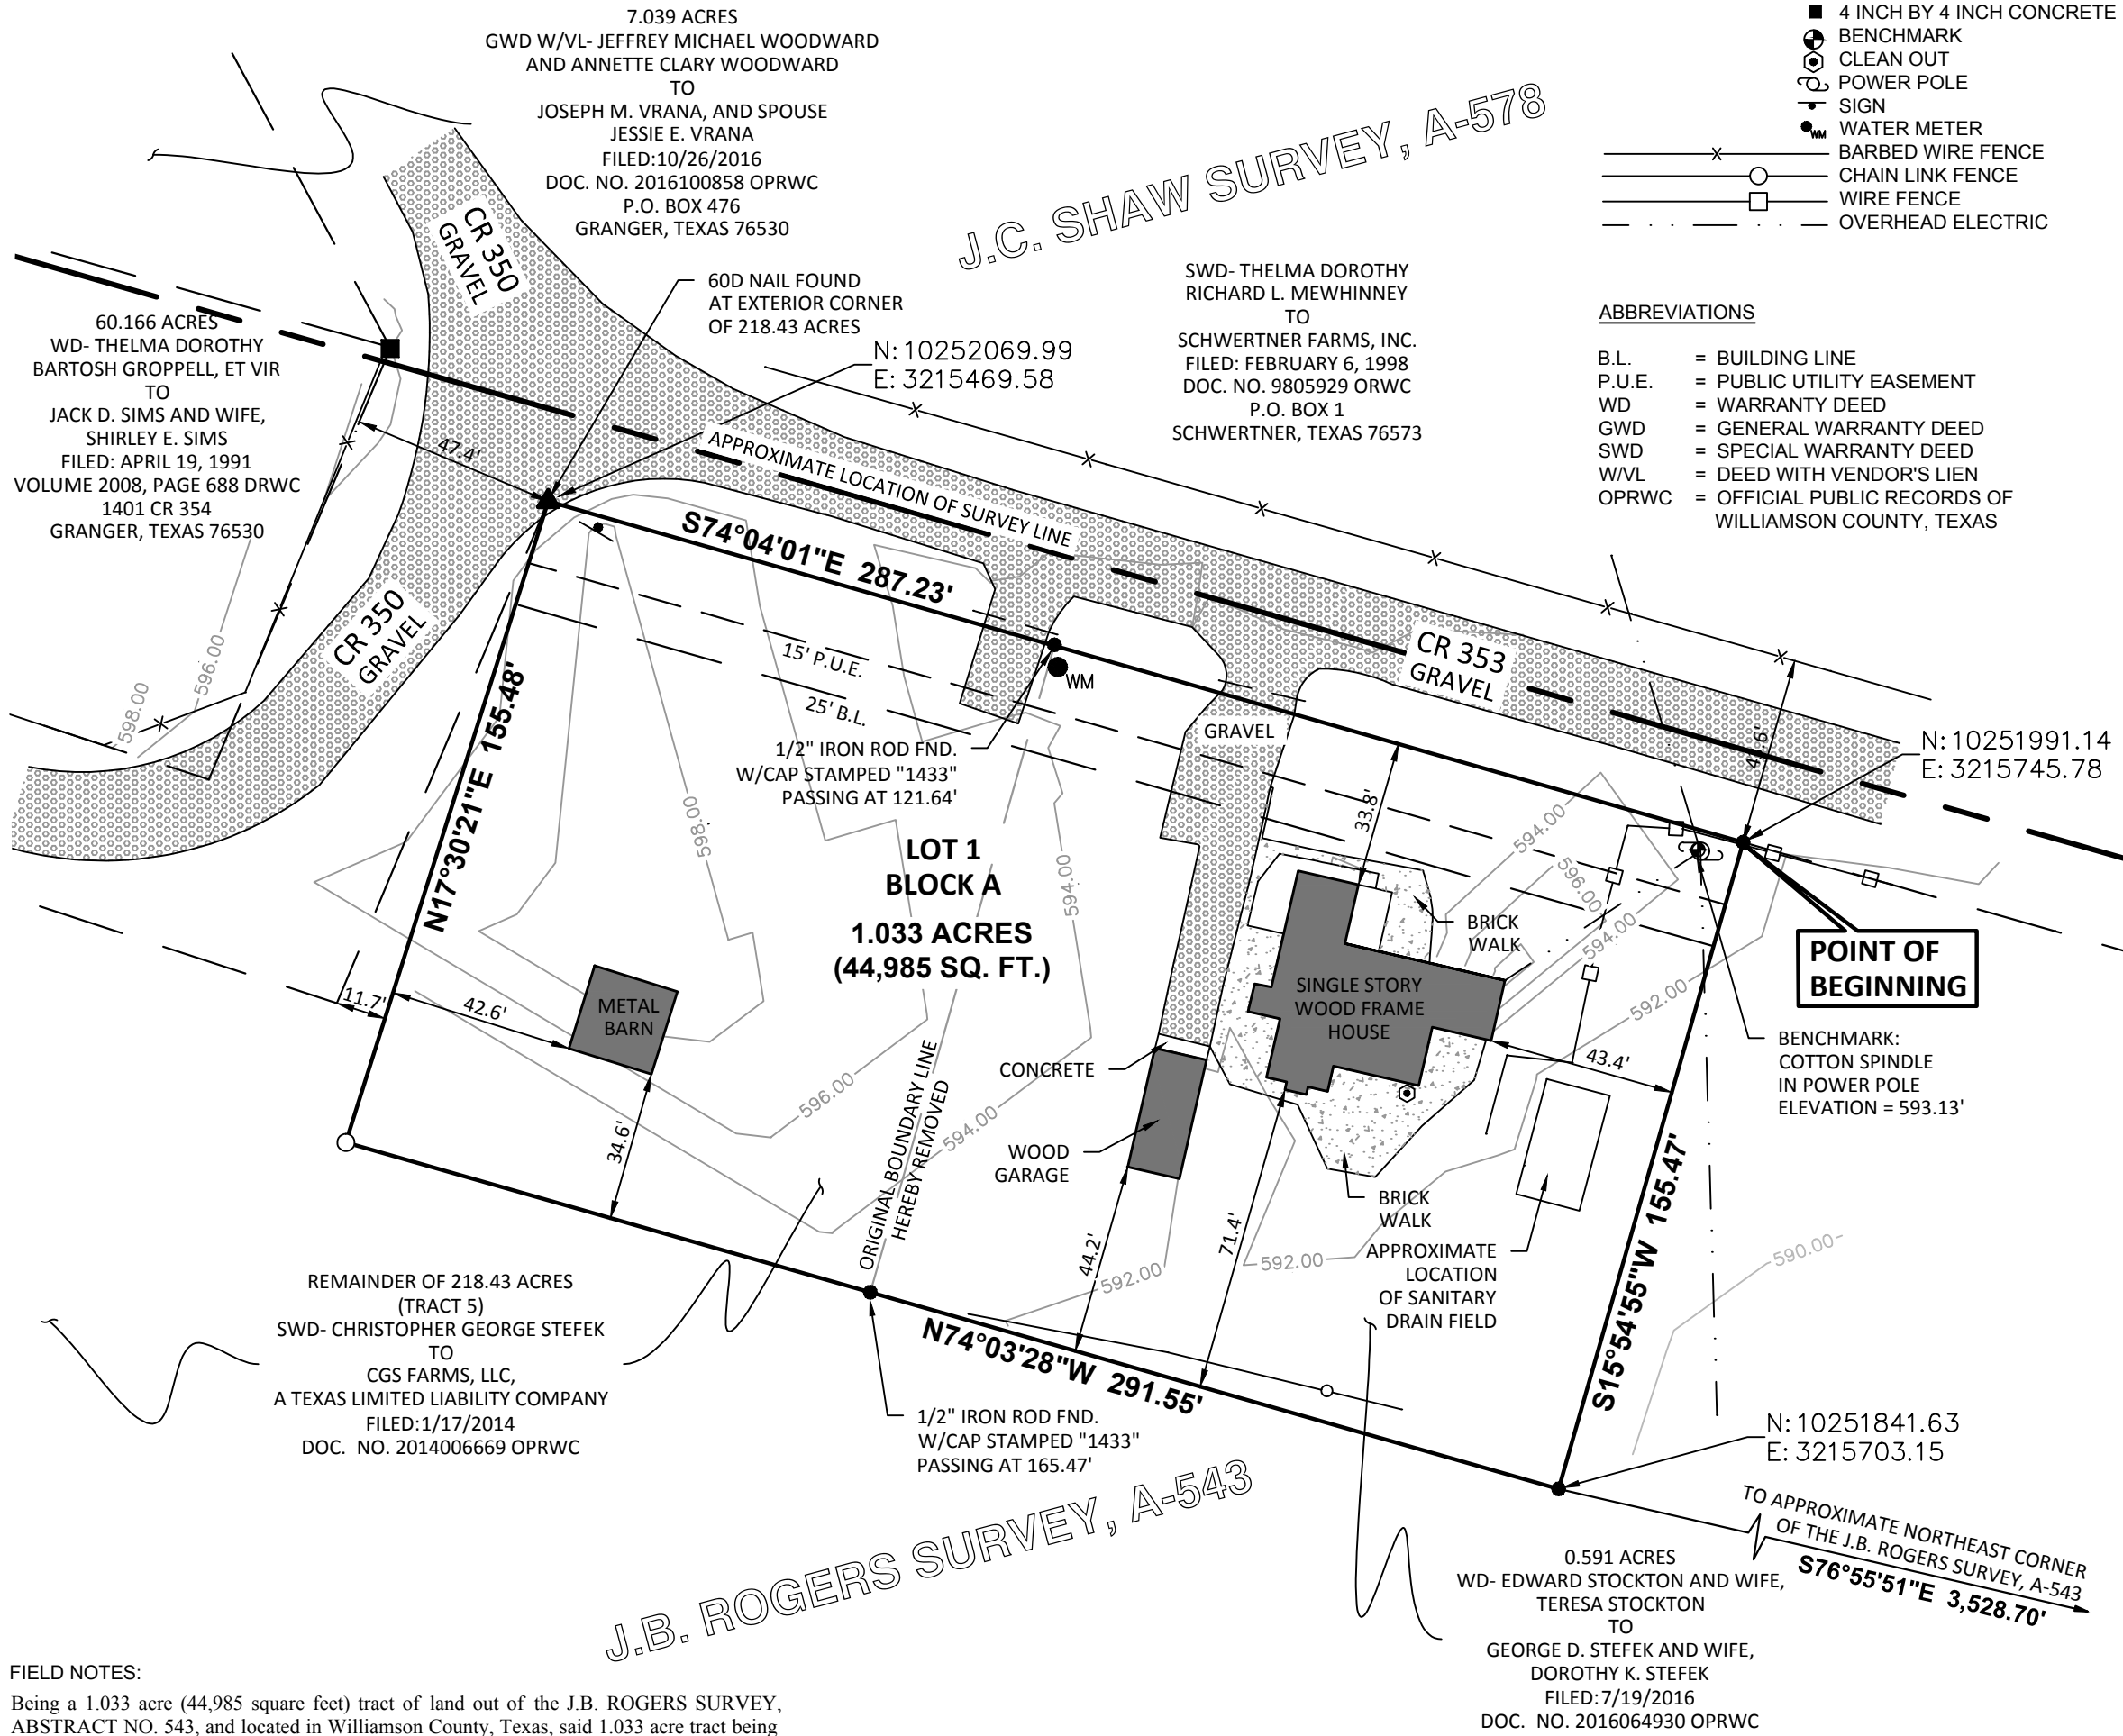 7.039 ACRES
GWD W/VL- JEFFREY MICHAEL WOODWARD
AND ANNETTE CLARY WOODWARD
TO
JOSEPH M. VRANA, AND SPOUSE
JESSIE E. VRANA
FILED:10/26/2016
DOC. NO. 2016100858 OPRWC
P.O. BOX 476
GRANGER, TEXAS 76530
4 INCH BY 4 INCH CONCRETE
BENCHMARK
CLEAN OUT
POWER POLE
SIGN
WM WATER METER
BARBED WIRE FENCE
CHAIN LINK FENCE
WIRE FENCE
OVERHEAD ELECTRIC
J.C. SHAW SURVEY, A-578
CR 350
GRAVEL
60D NAIL FOUND
AT EXTERIOR CORNER
OF 218.43 ACRES
N: 10252069.99
E: 3215469.58
SWD- THELMA DOROTHY
RICHARD L. MEWHINNEY
TO
SCHWERTNER FARMS, INC.
FILED: FEBRUARY 6, 1998
DOC. NO. 9805929 ORWC
P.O. BOX 1
SCHWERTNER, TEXAS 76573
ABBREVIATIONS
B.L. = BUILDING LINE
P.U.E. = PUBLIC UTILITY EASEMENT
WD = WARRANTY DEED
GWD = GENERAL WARRANTY DEED
SWD = SPECIAL WARRANTY DEED
W/VL = DEED WITH VENDOR'S LIEN
OPRWC = OFFICIAL PUBLIC RECORDS OF
WILLIAMSON COUNTY, TEXAS
60.166 ACRES
WD- THELMA DOROTHY
BARTOSH GROPPELL, ET VIR
TO
JACK D. SIMS AND WIFE,
SHIRLEY E. SIMS
FILED: APRIL 19, 1991
VOLUME 2008, PAGE 688 DRWC
1401 CR 354
GRANGER, TEXAS 76530
47.4'
APPROXIMATE LOCATION OF SURVEY LINE
S74°04'01"E 287.23'
CR 350
GRAVEL
596.00
598.00
15' P.U.E.
25' B.L.
WM
CR 353
GRAVEL
GRAVEL
1/2" IRON ROD FND.
W/CAP STAMPED "1433"
PASSING AT 121.64'
N: 10251991.14
E: 3215745.78
N17°30'21"E 155.48'
598.00
33.8'
594.00
596.00
594.00
594.00
LOT 1
BLOCK A
1.033 ACRES
(44,985 SQ. FT.)
BRICK
WALK
POINT OF
BEGINNING
11.7'
42.6'
METAL
BARN
SINGLE STORY
WOOD FRAME
HOUSE
592.00
43.4'
BENCHMARK:
COTTON SPINDLE
IN POWER POLE
ELEVATION = 593.13'
CONCRETE
596.00
594.00
34.6'
ORIGINAL BOUNDARY LINE
HEREBY REMOVED
WOOD
GARAGE
BRICK
WALK
44.2'
71.4'
592.00
592.00
APPROXIMATE
LOCATION
OF SANITARY
DRAIN FIELD
S15°54'55"W 155.47'
590.00
REMAINDER OF 218.43 ACRES
(TRACT 5)
SWD- CHRISTOPHER GEORGE STEFEK
TO
CGS FARMS, LLC,
A TEXAS LIMITED LIABILITY COMPANY
FILED:1/17/2014
DOC. NO. 2014006669 OPRWC
N74°03'28"W 291.55'
1/2" IRON ROD FND.
W/CAP STAMPED "1433"
PASSING AT 165.47'
N: 10251841.63
E: 3215703.15
TO APPROXIMATE NORTHEAST CORNER
OF THE J.B. ROGERS SURVEY, A-543
S76°55'51"E 3,528.70'
J.B. ROGERS SURVEY, A-543
0.591 ACRES
WD- EDWARD STOCKTON AND WIFE,
TERESA STOCKTON
TO
GEORGE D. STEFEK AND WIFE,
DOROTHY K. STEFEK
FILED:7/19/2016
DOC. NO. 2016064930 OPRWC
FIELD NOTES:
Being a 1.033 acre (44,985 square feet) tract of land out of the J.B. ROGERS SURVEY,
ABSTRACT NO. 543, and located in Williamson County, Texas, said 1.033 acre tract being